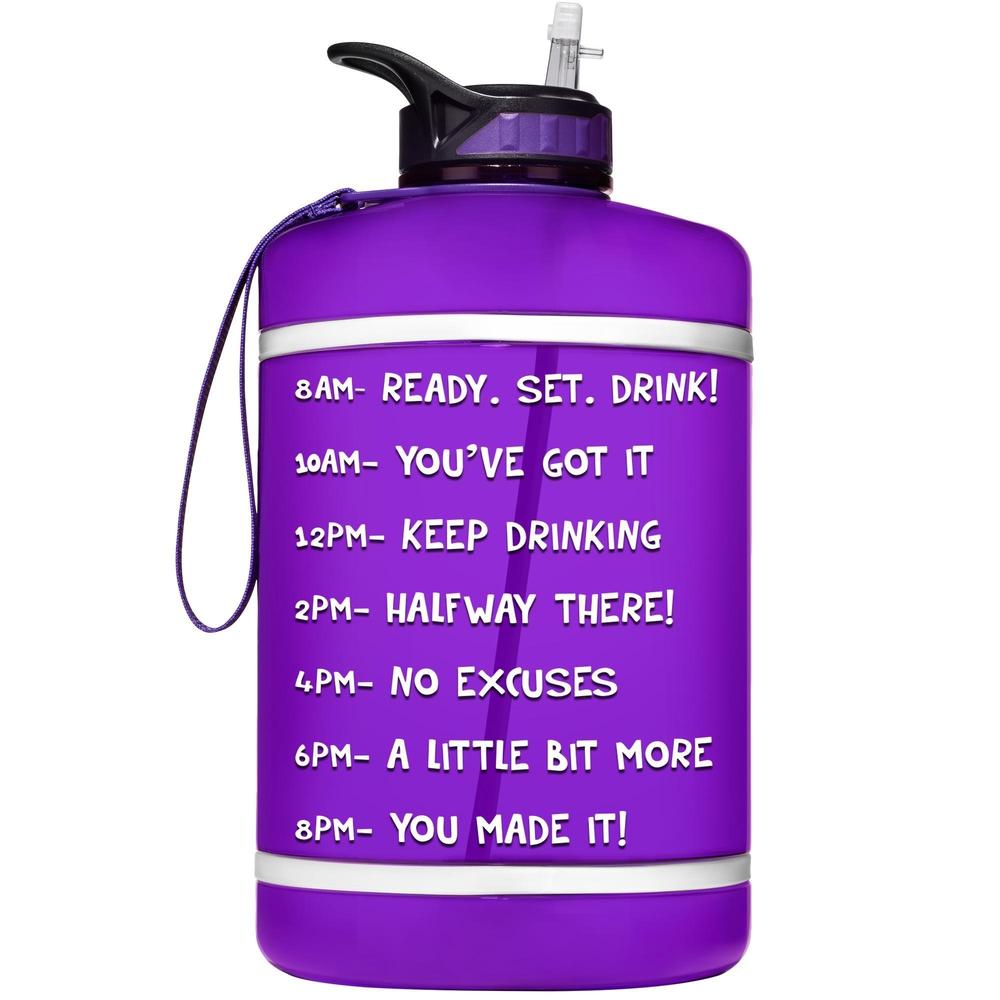 8AM- READY. SET. DRINK!
10AM- YOU'VE GOT IT
12PM- KEEP DRINKING
2PM- HALFWAY THERE!
4PM- NO EXCUSES
6PM- A LITTLE BIT MORE
8PM- YOU MADE IT!